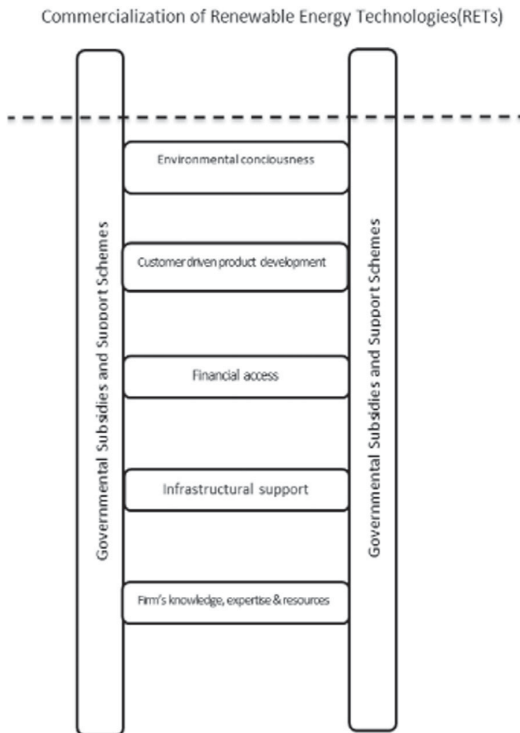 Commercialization of Renewable Energy Technologies(RETs)
Environmental conciousness
Customer driven product development
Financial access
Infrastructural support
Firm's knowledge, expertise & resources
Governmental Subsidies and Support Schemes
Governmental Subsidies and Support Schemes